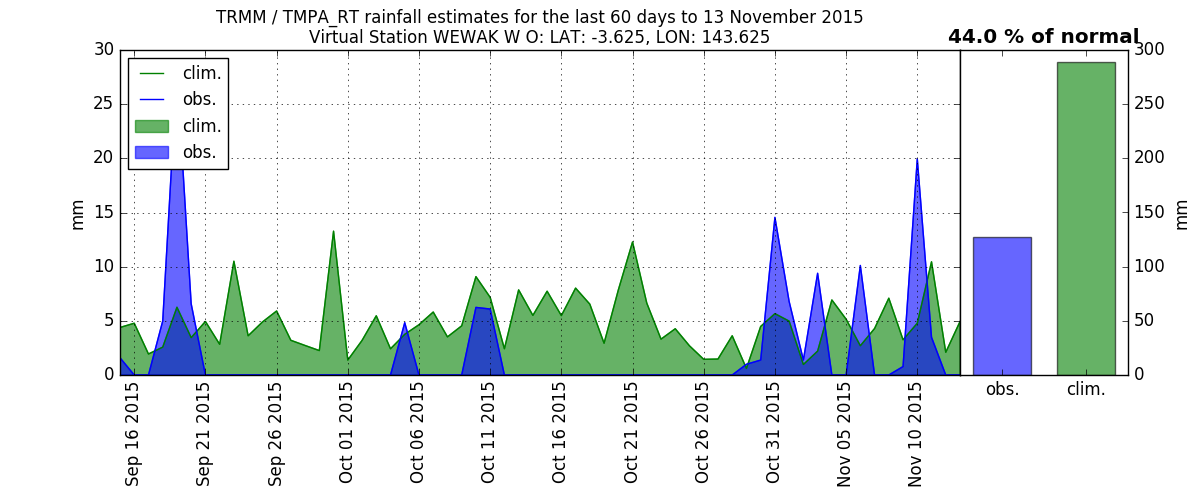 TRMM / TMPA_RT rainfall estimates for the last 60 days to 13 November 2015
Virtual Station WEWAK W O: LAT: -3.625, LON: 143.625
44.0 % of normal
30
25
20
15
10
5
0
mm
clim.
obs.
clim.
obs.
Sep 16 2015
Sep 21 2015
Sep 26 2015
Oct 01 2015
Oct 06 2015
Oct 11 2015
Oct 16 2015
Oct 21 2015
Oct 26 2015
Oct 31 2015
Nov 05 2015
Nov 10 2015
300
250
200
150
100
50
0
mm
obs.
clim.